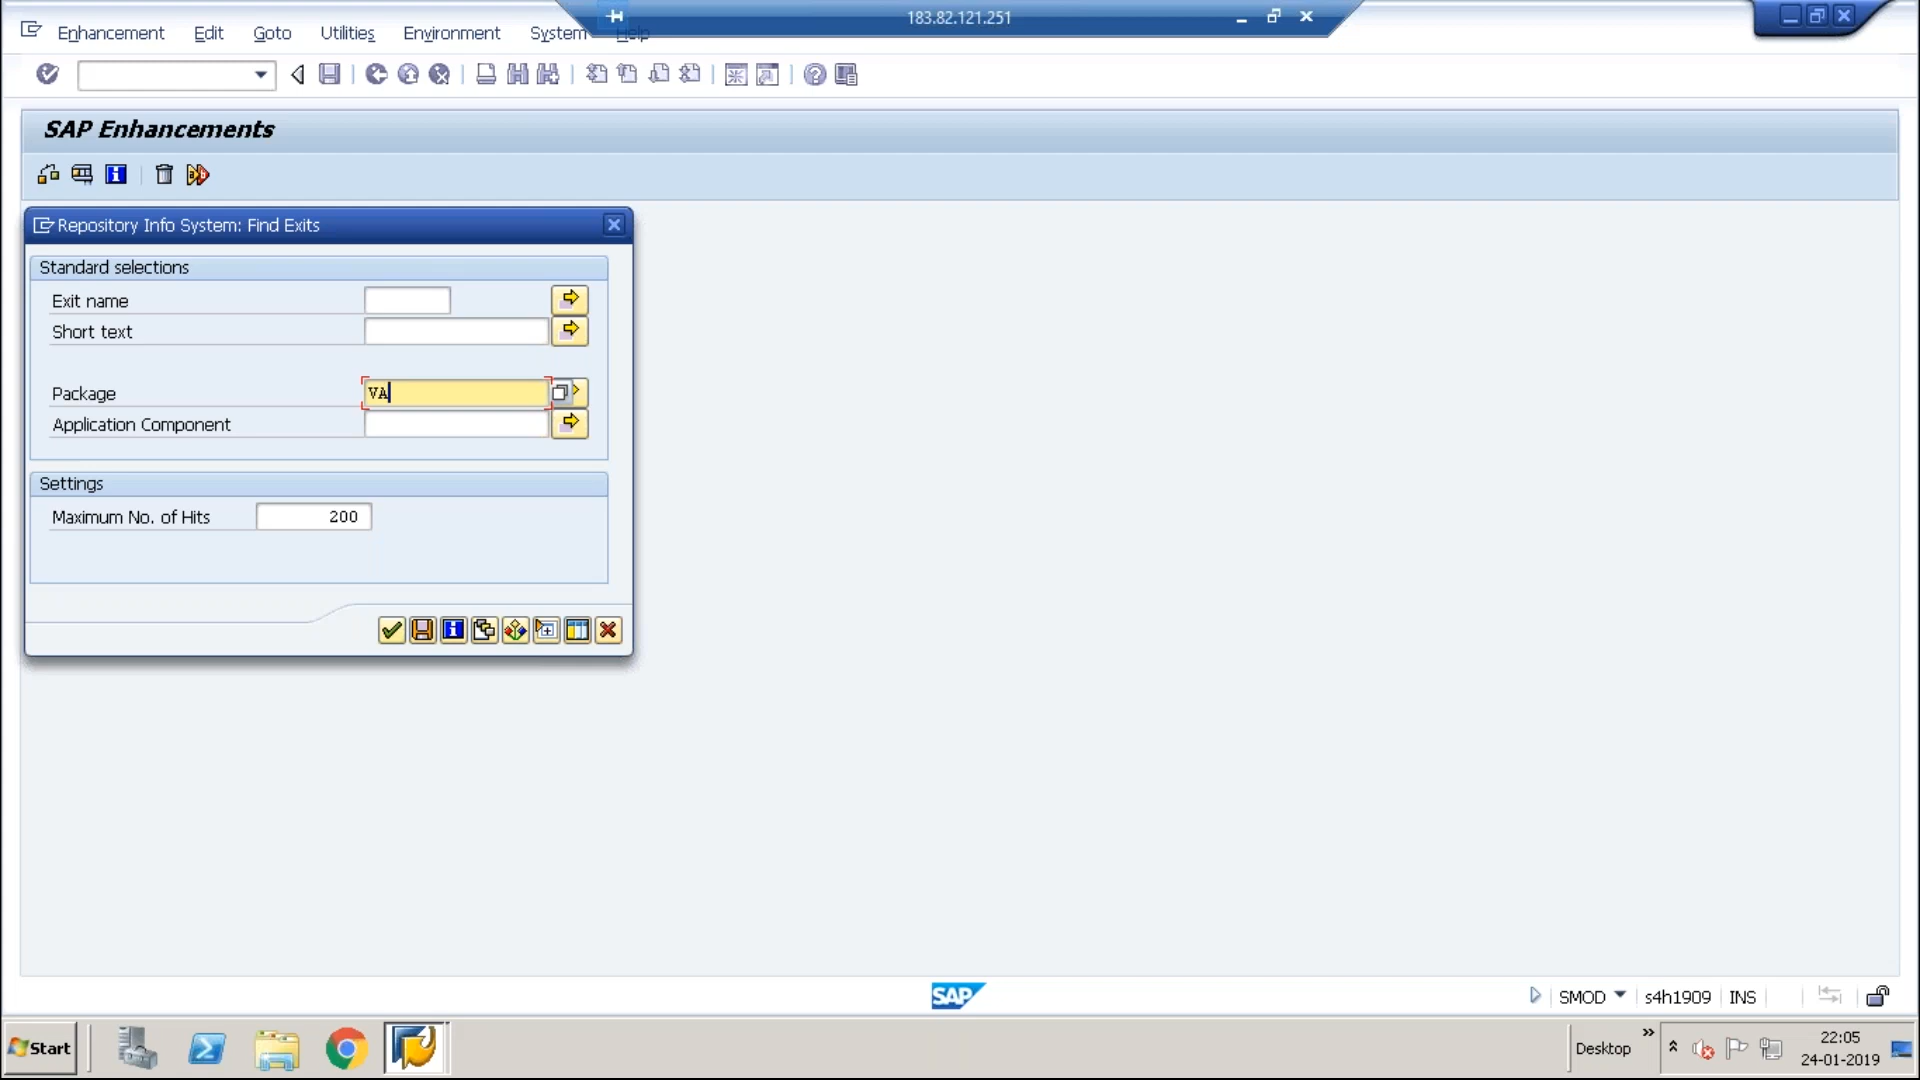 183.82.121.251
Enhancement Edit Goto Utilities Environment System Help
SAP Enhancements
Repository Info System: Find Exits
Standard selections
Exit name
Short text
Package VA
Application Component
Settings
Maximum No. of Hits 200
SAP
SMOD s4h1909 INS
Start
Desktop
22:05
24-01-2019